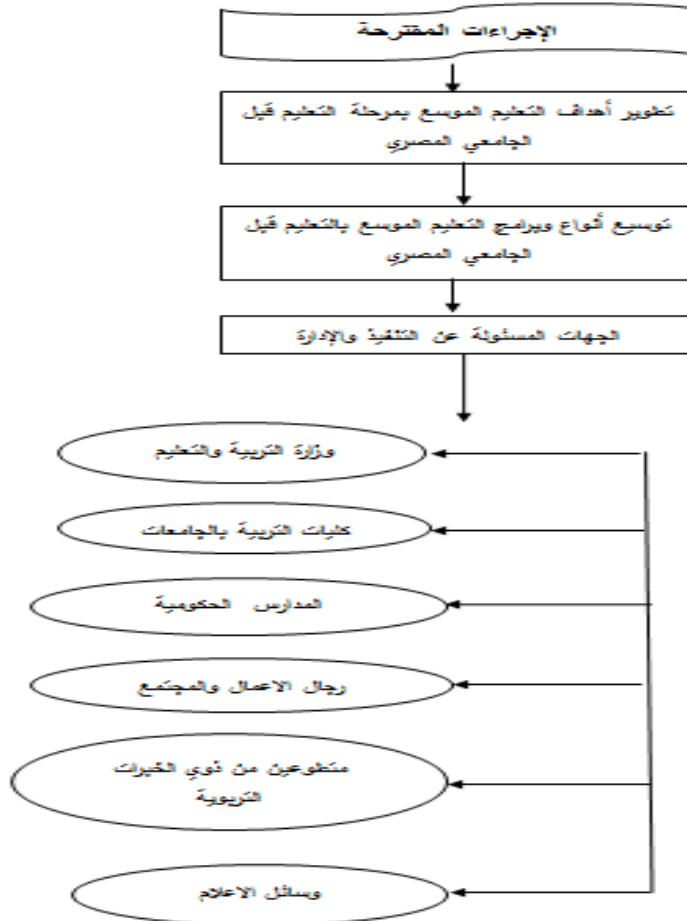 الإجراءات المقترحة
تطوير أهداف التعليم الموسع بمرحلة التعليم قبل
الجامعي المصري
توسيع أنواع وبرامج التعليم الموسع بالتعليم قبل
الجامعي المصري
الجهات المسئولة عن التنفيذ والإدارة
وزارة التربية والتعليم
كليات التربية بالجامعات
المدارس الحكومية
رجال الاعمال والمجتمع
متطوعين من ذوي الخبرات
التربوية
وسائل الاعلام